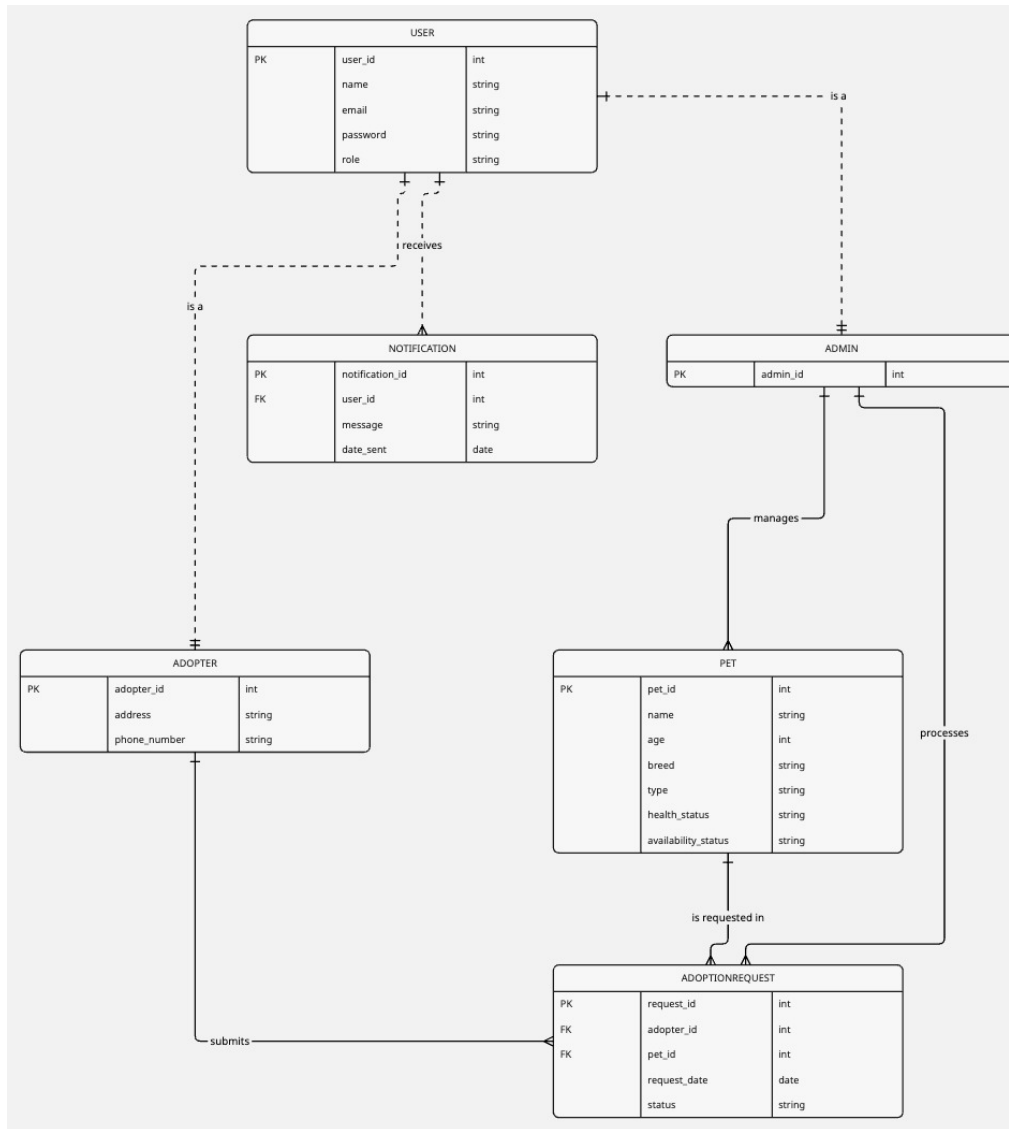 USER
PK user_id int
name string
email string
password string
role string
is a
receives
is a
NOTIFICATION
PK notification_id int
FK user_id int
message string
date_sent date
ADMIN
PK admin_id int
manages
ADOPTER
PK adopter_id int
address string
phone_number string
PET
PK pet_id int
name string
age int
breed string
type string
health_status string
availability_status string
processes
is requested in
ADOPTIONREQUEST
PK request_id int
FK adopter_id int
FK pet_id int
request_date date
status string
submits